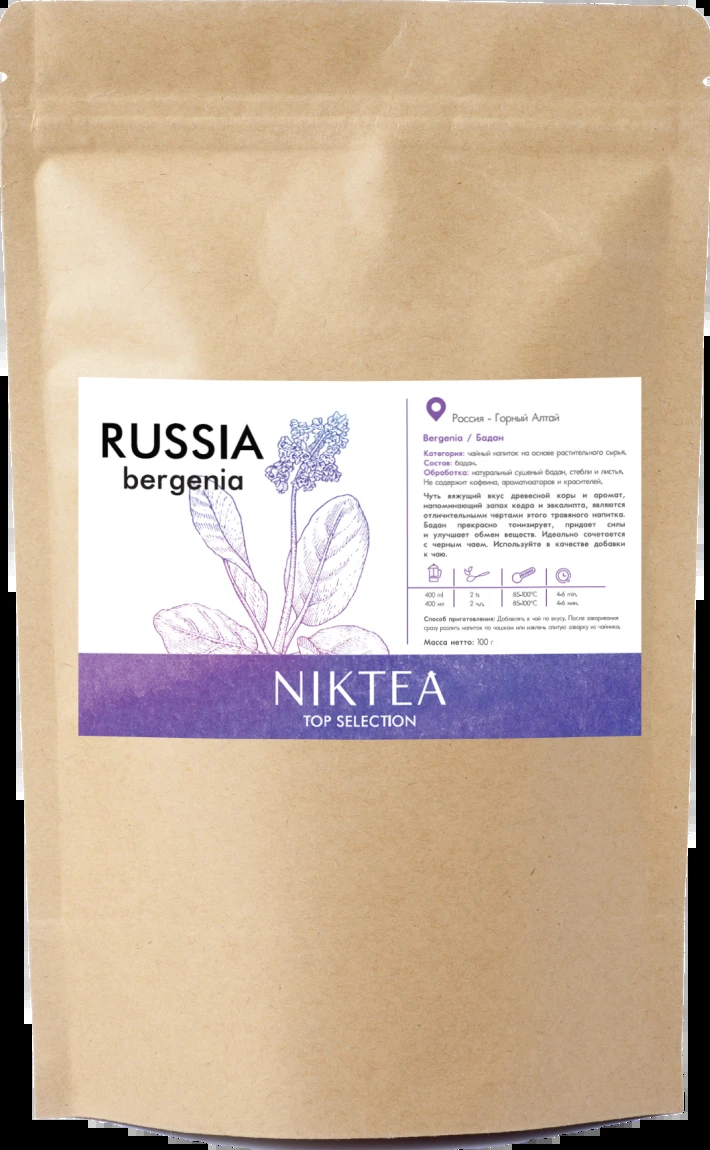 RUSSIA
bergenia
Россия - Горный Алтай
Bergenia / Бадан
Категория: чайный напиток на основе растительного сырья.
Состав: бадан.
Обработка: натуральный сушеный бадан, стебли и листья.
Не содержит кофеина, ароматизаторов и красителей.
Чуть вяжущий вкус древесной коры и аромат,
напоминающий запах кедра и эвкалипта, являются
отличительными чертами этого травяного напитка.
Бадан прекрасно тонизирует, придает силы
и улучшает обмен веществ. Идеально сочетается
с черным чаем. Используйте в качестве добавки
к чаю.
400 ml 2 ts 85-100°C 4-6 min.
400 мл 2 ч.л. 85-100°C 4-6 мин.
Способ приготовления: Добавлять в чай по вкусу. После заваривания
сразу разлить напиток по чашкам или извлечь спитую заварку из чайника.
Масса нетто: 100 г
NIKTEA
TOP SELECTION